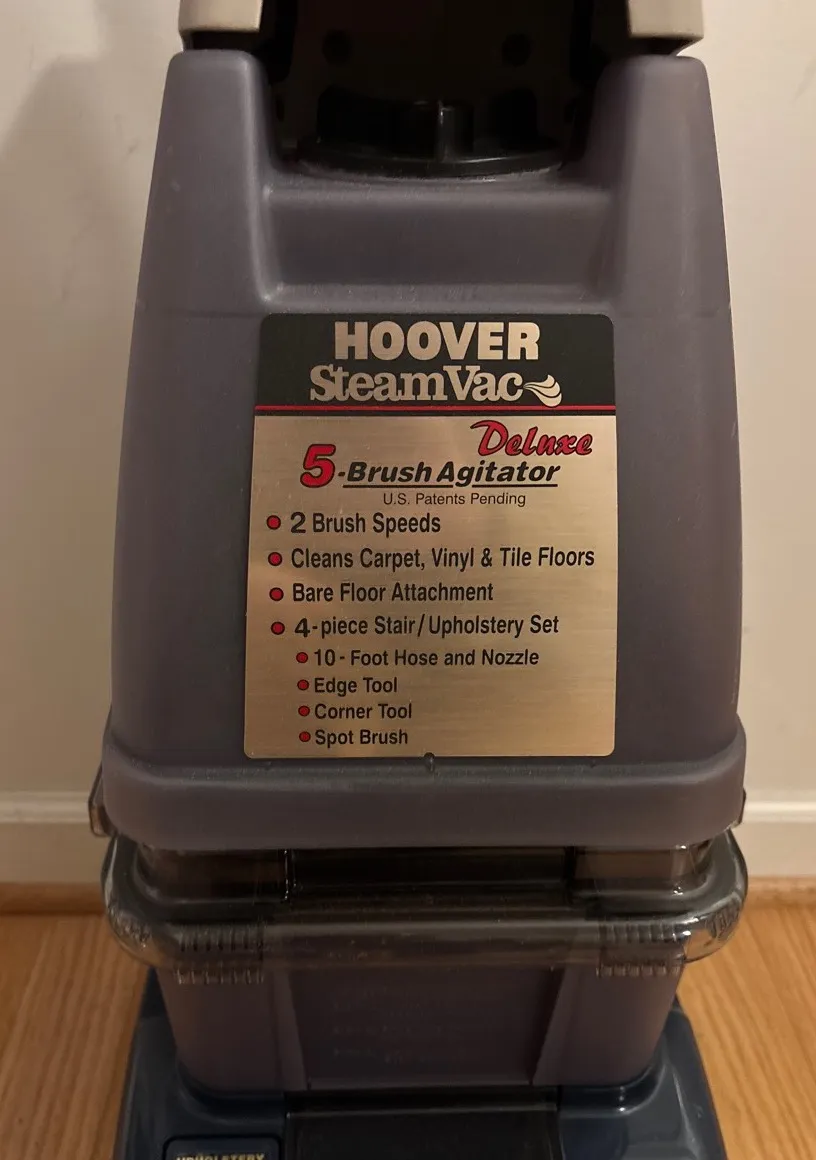 HOOVER
SteamVac
Deluxe
5-Brush Agitator
U.S. Patents Pending
2 Brush Speeds
Cleans Carpet, Vinyl & Tile Floors
Bare Floor Attachment
4-piece Stair/Upholstery Set
10-Foot Hose and Nozzle
Edge Tool
Corner Tool
Spot Brush
UPHOLSTERY